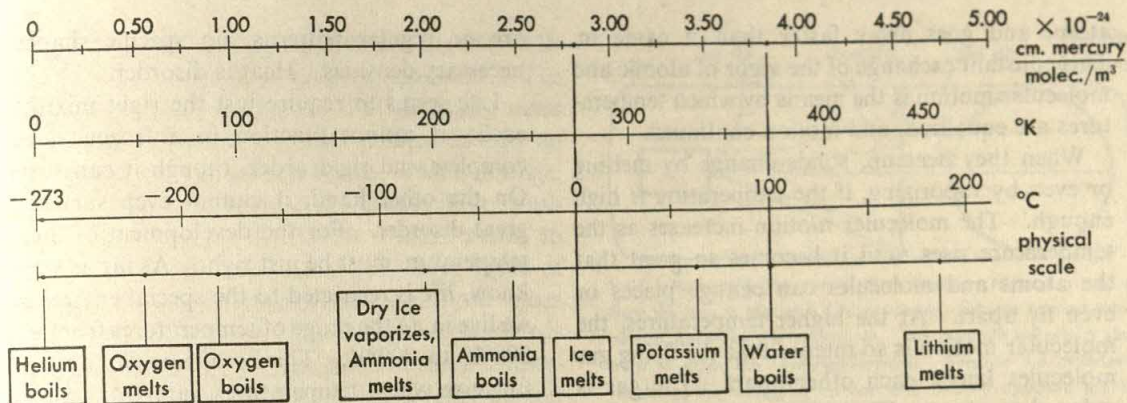 0 0.50 1.00 1.50 2.00 2.50 3.00 3.50 4.00 4.50 5.00 × 10⁻²⁴
cm. mercury
molec./m³
0 100 200 300 400 °K
−273 −200 −100 0 100 200 °C
physical
scale
Helium
boils
Oxygen
melts
Oxygen
boils
Dry Ice
vaporizes,
Ammonia
melts
Ammonia
boils
Ice
melts
Potassium
melts
Water
boils
Lithium
melts